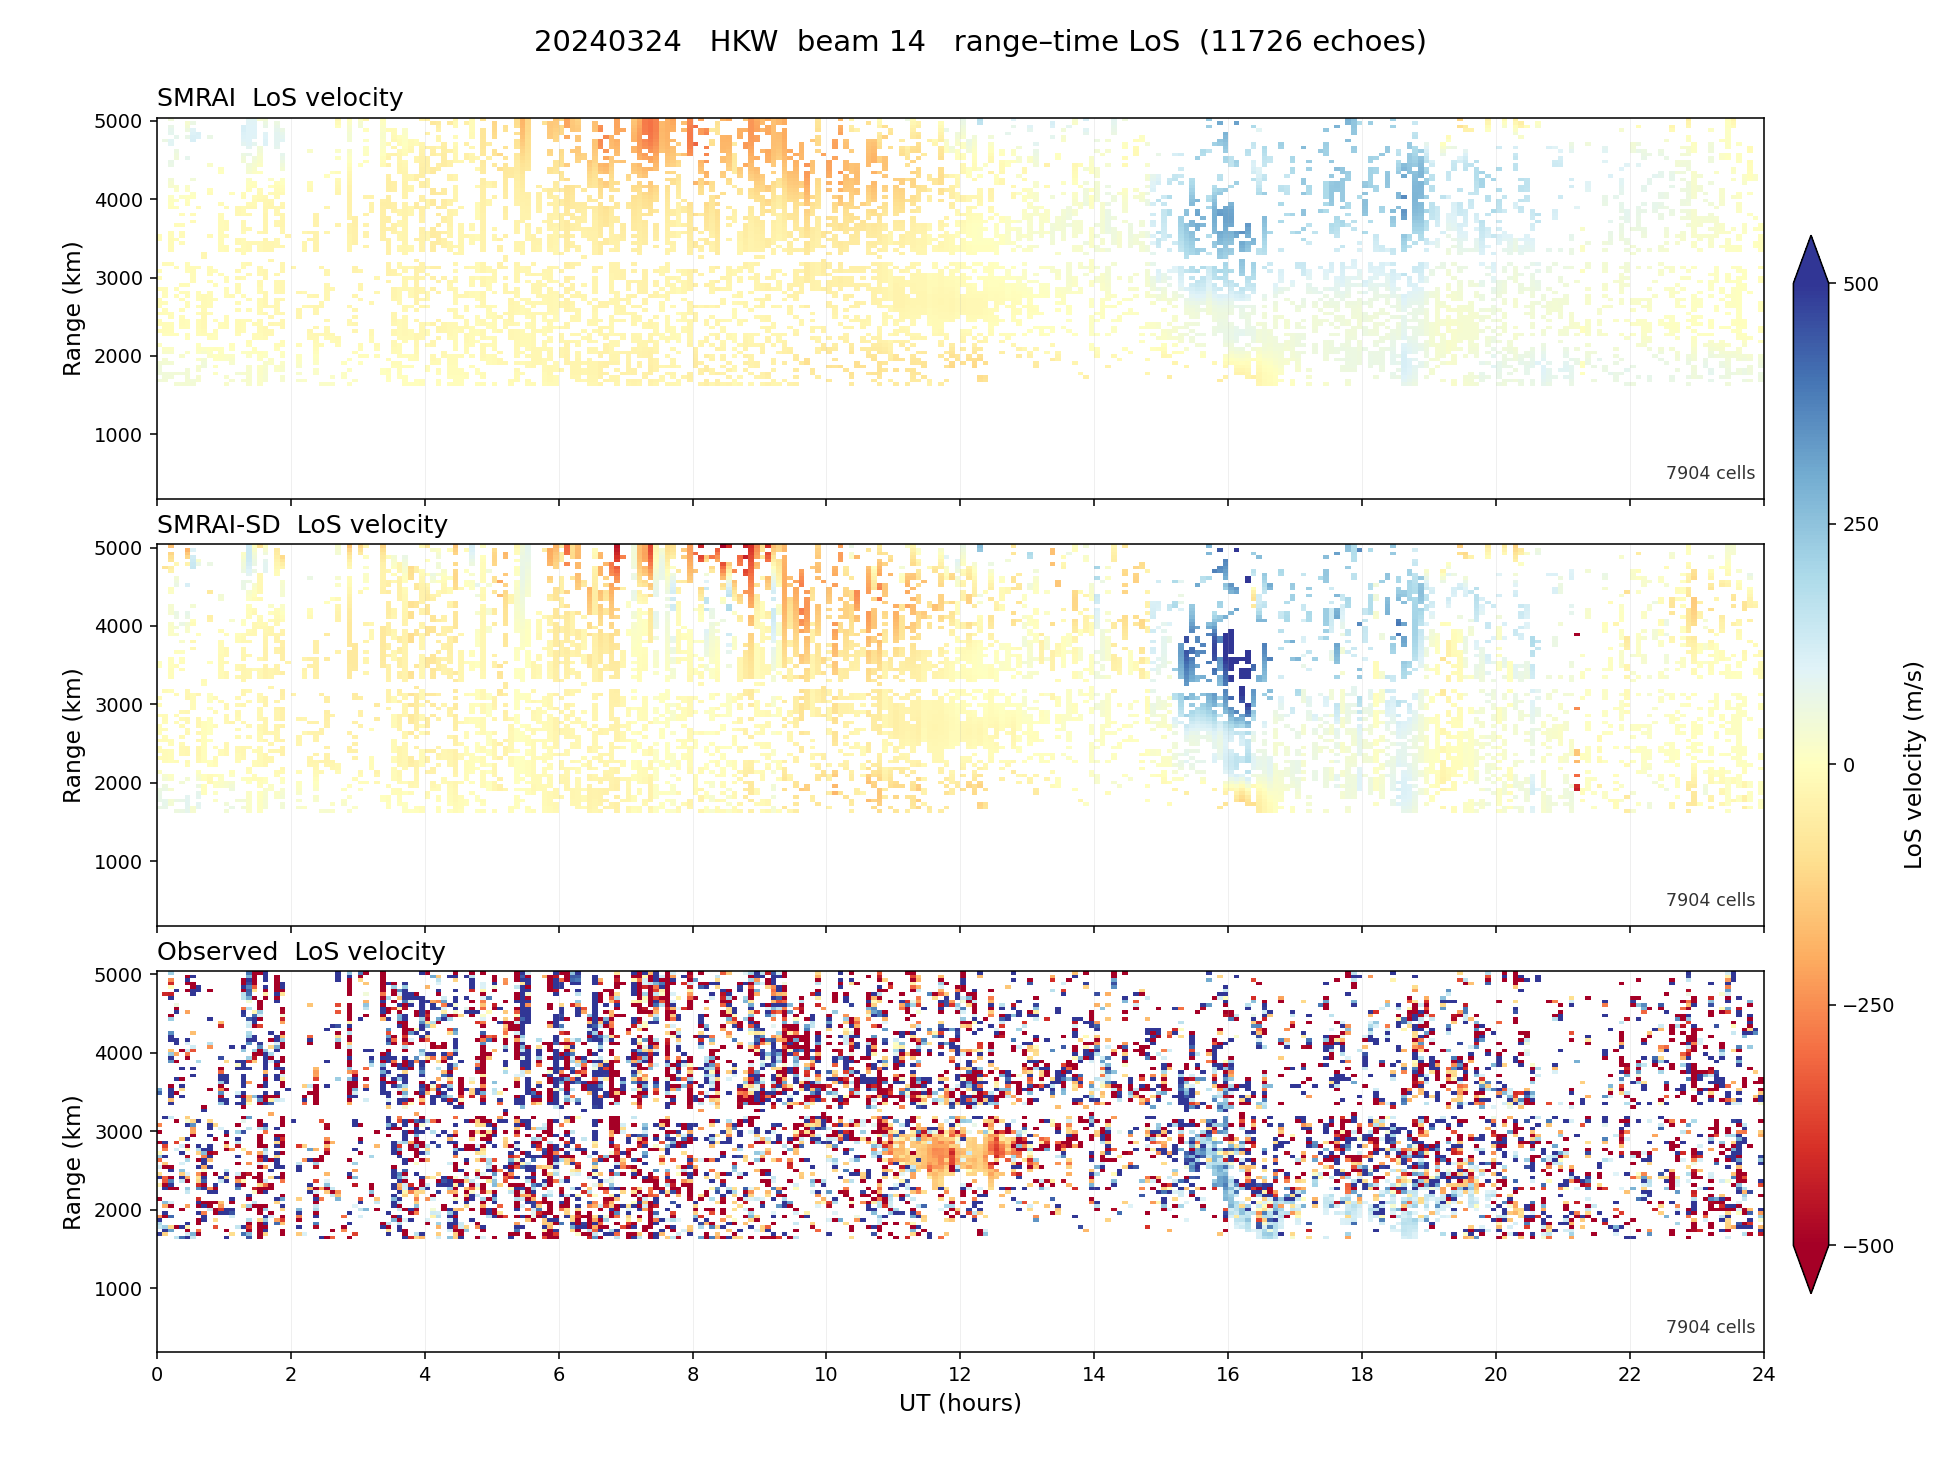 20240324   HKW  beam 14   range–time LoS  (11726 echoes)
SMRAI  LoS velocity
5000
4000
3000
2000
1000
Range (km)
7904 cells
SMRAI-SD  LoS velocity
5000
4000
3000
2000
1000
Range (km)
7904 cells
Observed  LoS velocity
5000
4000
3000
2000
1000
Range (km)
7904 cells
0 2 4 6 8 10 12 14 16 18 20 22 24
UT (hours)
500
250
0
−250
−500
LoS velocity (m/s)